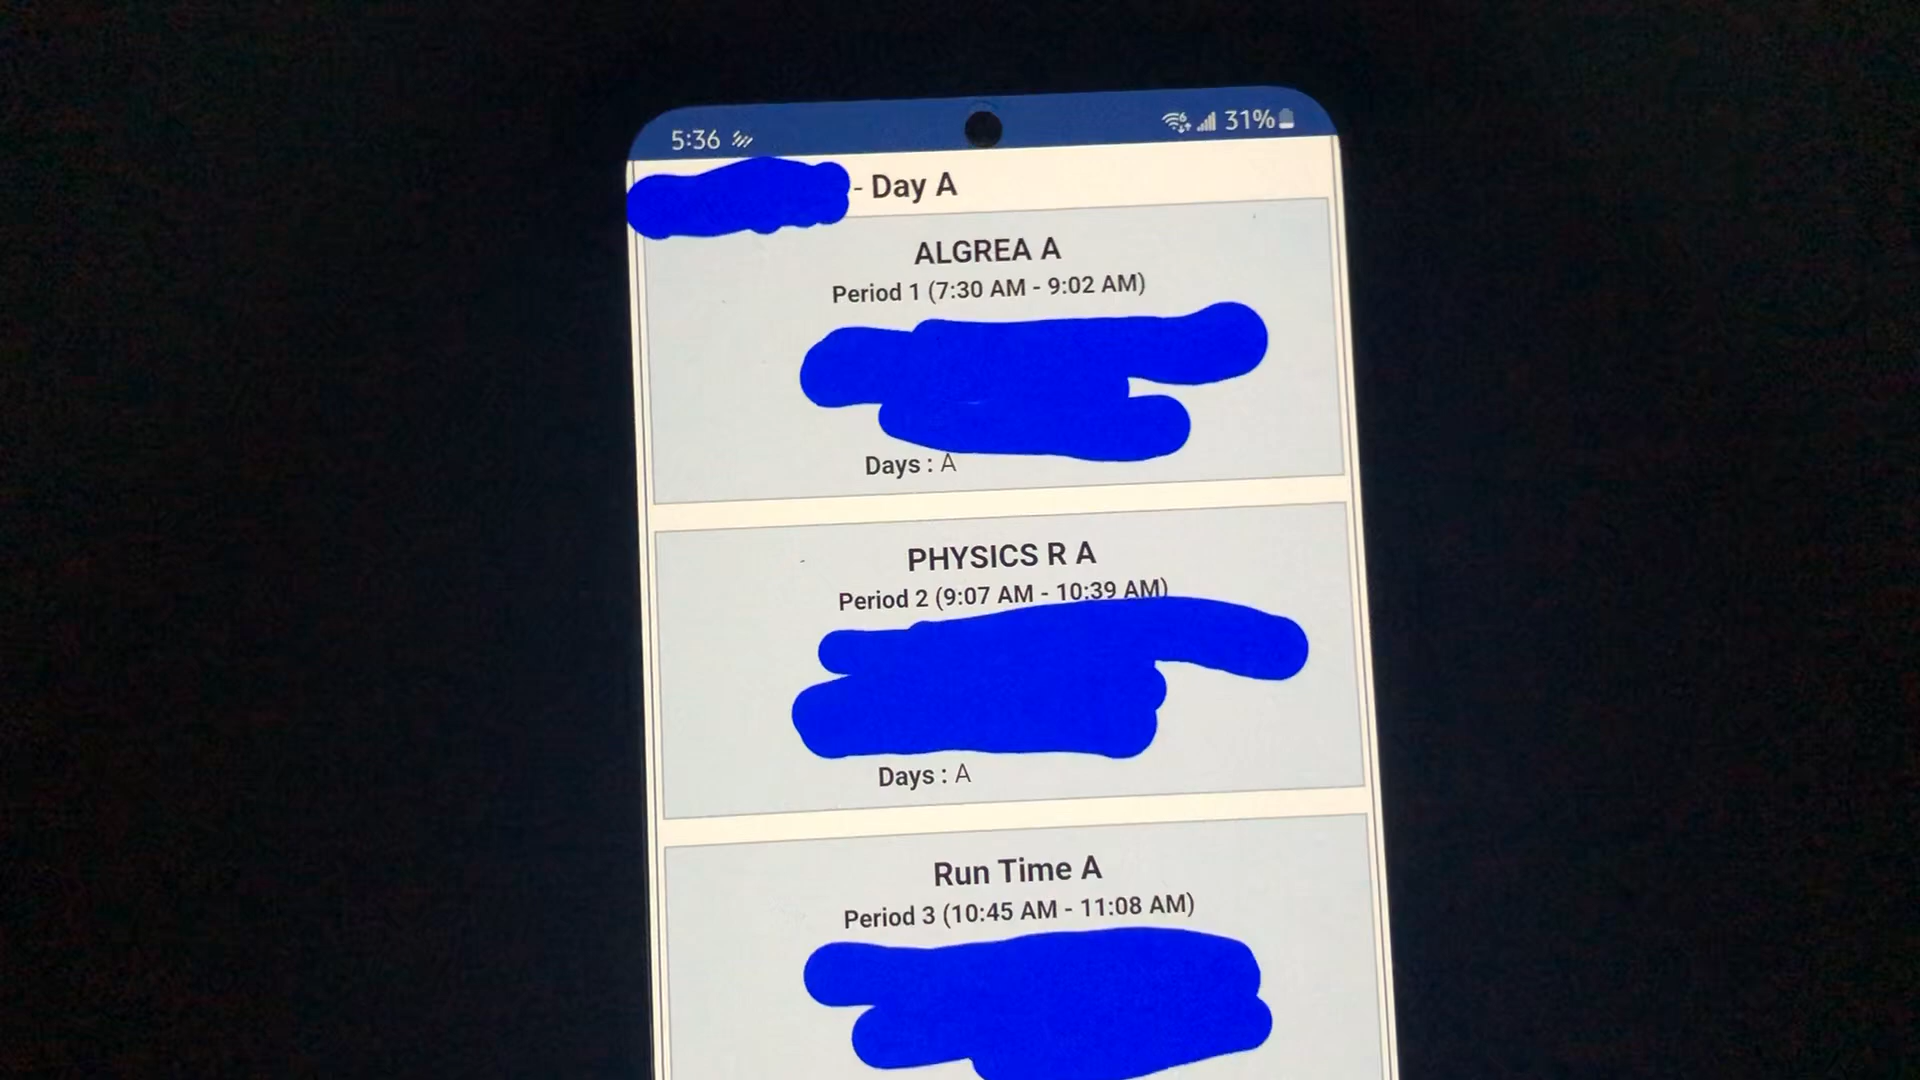 5:36 31%
- Day A
ALGREA A
Period 1 (7:30 AM - 9:02 AM)
Days : A
PHYSICS R A
Period 2 (9:07 AM - 10:39 AM)
Days : A
Run Time A
Period 3 (10:45 AM - 11:08 AM)